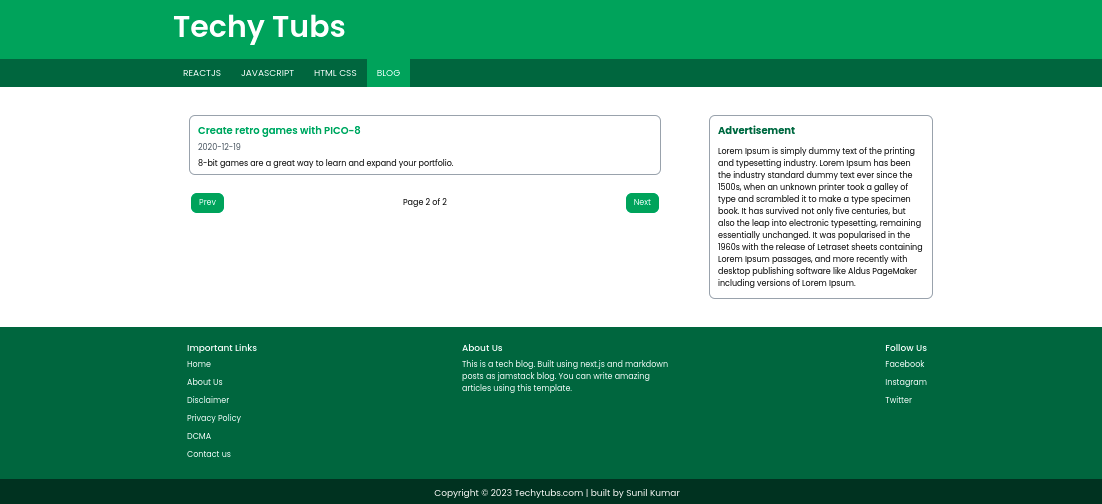 Techy Tubs
REACTJS JAVASCRIPT HTML CSS BLOG
Create retro games with PICO-8
2020-12-19
8-bit games are a great way to learn and expand your portfolio.
Prev Page 2 of 2 Next
Advertisement
Lorem Ipsum is simply dummy text of the printing
and typesetting industry. Lorem Ipsum has been
the industry standard dummy text ever since the
1500s, when an unknown printer took a galley of
type and scrambled it to make a type specimen
book. It has survived not only five centuries, but
also the leap into electronic typesetting, remaining
essentially unchanged. It was popularised in the
1960s with the release of Letraset sheets containing
Lorem Ipsum passages, and more recently with
desktop publishing software like Aldus PageMaker
including versions of Lorem Ipsum.
Important Links
Home
About Us
Disclaimer
Privacy Policy
DCMA
Contact us
About Us
This is a tech blog. Built using next.js and markdown
posts as jamstack blog. You can write amazing
articles using this template.
Follow Us
Facebook
Instagram
Twitter
Copyright © 2023 Techytubs.com | built by Sunil Kumar